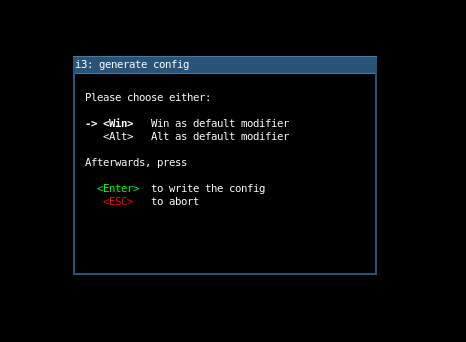 i3: generate config
Please choose either:
-> <Win>   Win as default modifier
   <Alt>   Alt as default modifier
Afterwards, press
  <Enter>  to write the config
   <ESC>   to abort